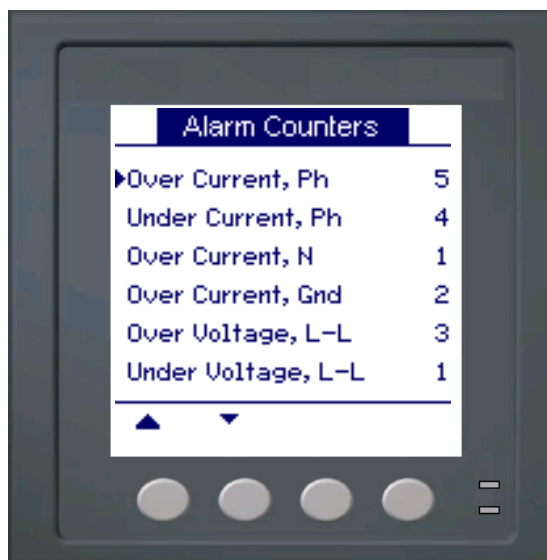 Alarm Counters
Over Current, Ph 5
Under Current, Ph 4
Over Current, N 1
Over Current, Gnd 2
Over Voltage, L-L 3
Under Voltage, L-L 1